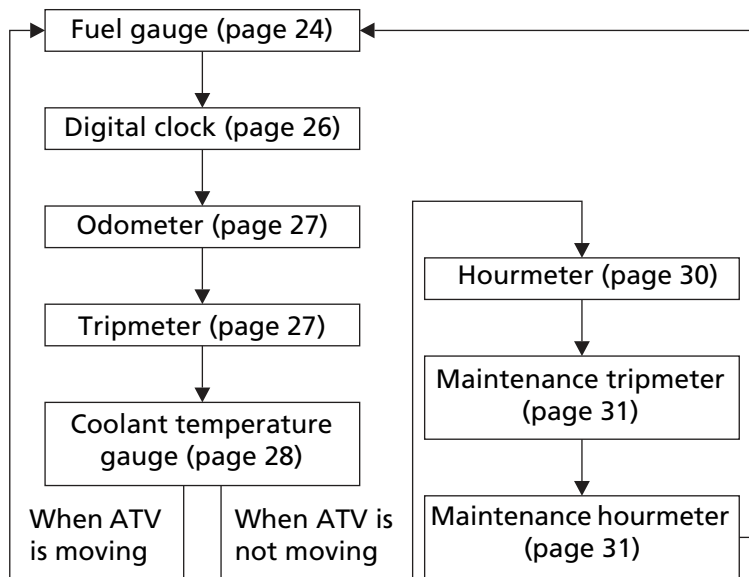 Fuel gauge (page 24)
Digital clock (page 26)
Odometer (page 27)
Tripmeter (page 27)
Coolant temperature
gauge (page 28)
When ATV
is moving
When ATV is
not moving
Hourmeter (page 30)
Maintenance tripmeter
(page 31)
Maintenance hourmeter
(page 31)